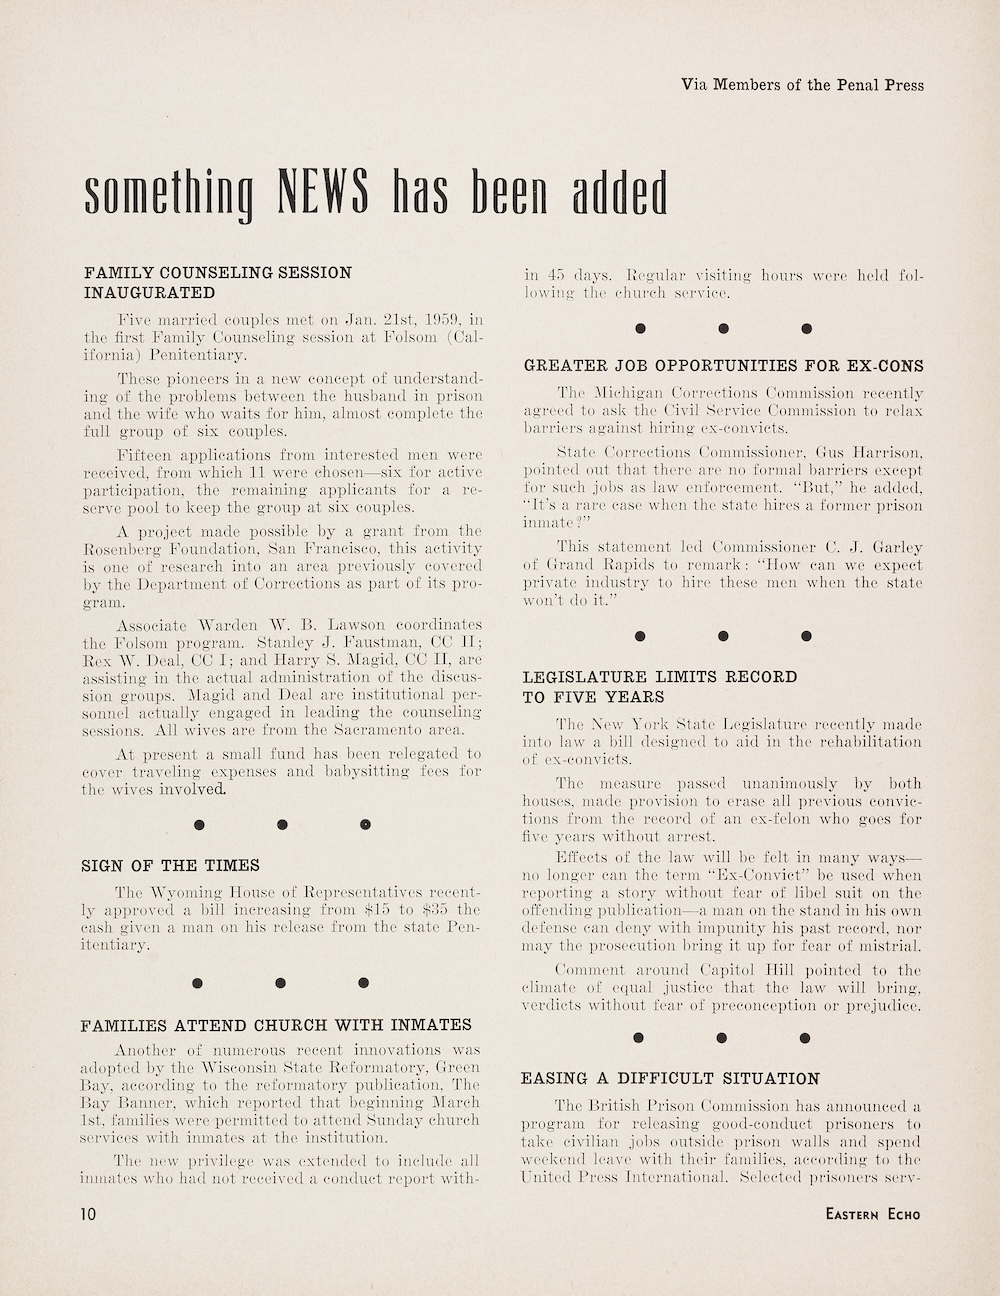 Via Members of the Penal Press
something NEWS has been added
FAMILY COUNSELING SESSION
INAUGURATED
Five married couples met on Jan. 21st, 1959, in
the first Family Counseling session at Folsom (Cal-
ifornia) Penitentiary.
These pioneers in a new concept of understand-
ing of the problems between the husband in prison
and the wife who waits for him, almost complete the
full group of six couples.
Fifteen applications from interested men were
received, from which 11 were chosen—six for active
participation, the remaining applicants for a re-
serve pool to keep the group at six couples.
A project made possible by a grant from the
Rosenberg Foundation, San Francisco, this activity
is one of research into an area previously covered
by the Department of Corrections as part of its pro-
gram.
Associate Warden W. B. Lawson coordinates
the Folsom program. Stanley J. Faustman, CC II;
Rex W. Deal, CC I; and Harry S. Magid, CC II, are
assisting in the actual administration of the discus-
sion groups. Magid and Deal are institutional per-
sonnel actually engaged in leading the counseling
sessions. All wives are from the Sacramento area.
At present a small fund has been relegated to
cover traveling expenses and babysitting fees for
the wives involved.
● ● ●
SIGN OF THE TIMES
The Wyoming House of Representatives recent-
ly approved a bill increasing from $15 to $35 the
cash given a man on his release from the state Pen-
itentiary.
● ● ●
FAMILIES ATTEND CHURCH WITH INMATES
Another of numerous recent innovations was
adopted by the Wisconsin State Reformatory, Green
Bay, according to the reformatory publication, The
Bay Banner, which reported that beginning March
1st, families were permitted to attend Sunday church
services with inmates at the institution.
The new privilege was extended to include all
inmates who had not received a conduct report with-
in 45 days. Regular visiting hours were held fol-
lowing the church service.
● ● ●
GREATER JOB OPPORTUNITIES FOR EX-CONS
The Michigan Corrections Commission recently
agreed to ask the Civil Service Commission to relax
barriers against hiring ex-convicts.
State Corrections Commissioner, Gus Harrison,
pointed out that there are no formal barriers except
for such jobs as law enforcement. “But,” he added,
“It’s a rare case when the state hires a former prison
inmate?”
This statement led Commissioner C. J. Garley
of Grand Rapids to remark: “How can we expect
private industry to hire these men when the state
won’t do it.”
● ● ●
LEGISLATURE LIMITS RECORD
TO FIVE YEARS
The New York State Legislature recently made
into law a bill designed to aid in the rehabilitation
of ex-convicts.
The measure passed unanimously by both
houses, made provision to erase all previous convic-
tions from the record of an ex-felon who goes for
five years without arrest.
Effects of the law will be felt in many ways—
no longer can the term “Ex-Convict” be used when
reporting a story without fear of libel suit on the
offending publication—a man on the stand in his own
defense can deny with impunity his past record, nor
may the prosecution bring it up for fear of mistrial.
Comment around Capitol Hill pointed to the
climate of equal justice that the law will bring,
verdicts without fear of preconception or prejudice.
● ● ●
EASING A DIFFICULT SITUATION
The British Prison Commission has announced a
program for releasing good-conduct prisoners to
take civilian jobs outside prison walls and spend
weekend leave with their families, according to the
United Press International. Selected prisoners serv-
10
EASTERN ECHO